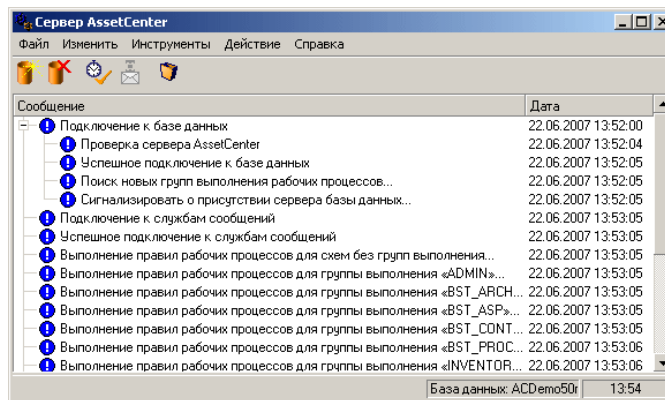 Сервер AssetCenter
Файл Изменить Инструменты Действие Справка
Сообщение Дата
Подключение к базе данных 22.06.2007 13:52:00
Проверка сервера AssetCenter 22.06.2007 13:52:04
Успешное подключение к базе данных 22.06.2007 13:52:05
Поиск новых групп выполнения рабочих процессов... 22.06.2007 13:52:05
Сигнализировать о присутствии сервера базы данных... 22.06.2007 13:52:05
Подключение к службам сообщений 22.06.2007 13:53:05
Успешное подключение к службам сообщений 22.06.2007 13:53:05
Выполнение правил рабочих процессов для схем без групп выполнения... 22.06.2007 13:53:05
Выполнение правил рабочих процессов для группы выполнения «ADMIN»... 22.06.2007 13:53:05
Выполнение правил рабочих процессов для группы выполнения «BST_ARCH... 22.06.2007 13:53:05
Выполнение правил рабочих процессов для группы выполнения «BST_ASP»... 22.06.2007 13:53:05
Выполнение правил рабочих процессов для группы выполнения «BST_CONT... 22.06.2007 13:53:05
Выполнение правил рабочих процессов для группы выполнения «BST_PROC... 22.06.2007 13:53:06
Выполнение правил рабочих процессов для группы выполнения «INVENTOR... 22.06.2007 13:53:06
База данных: ACDemo50r 13:54